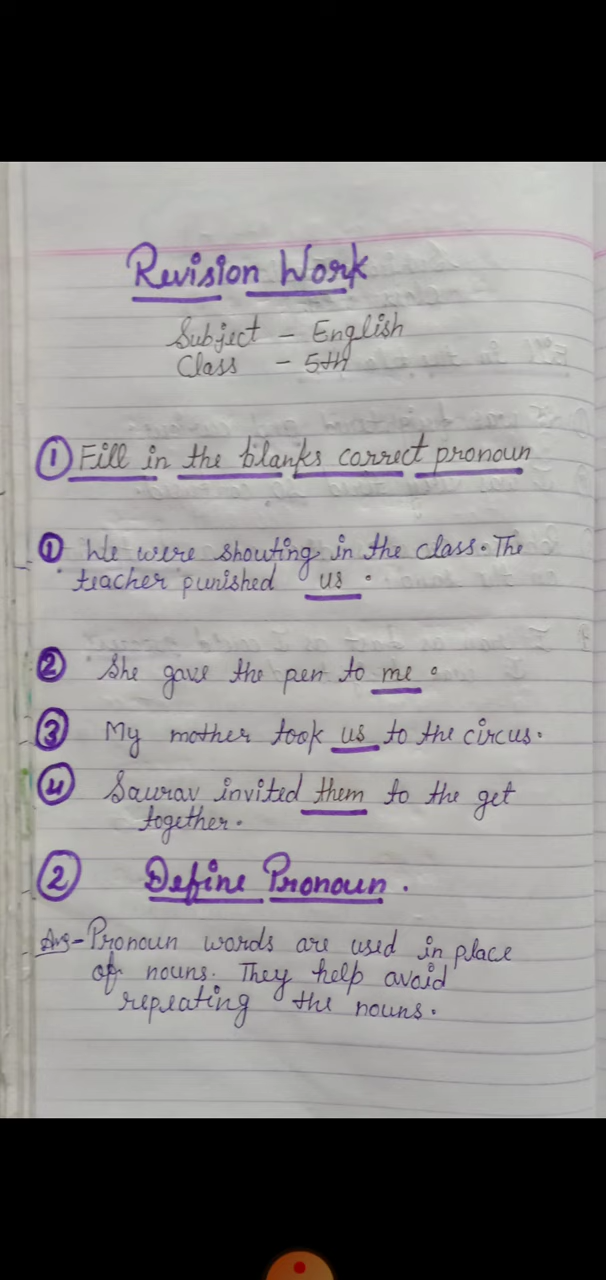 Revision Work
Subject - English
Class - 5th
① Fill in the blanks correct pronoun
① We were shouting in the class. The
teacher punished us.
② She gave the pen to me.
③ My mother took us to the circus.
④ Saurav invited them to the get
together.
② Define Pronoun.
Ans- Pronoun words are used in place
of nouns. They help avoid
repeating the nouns.